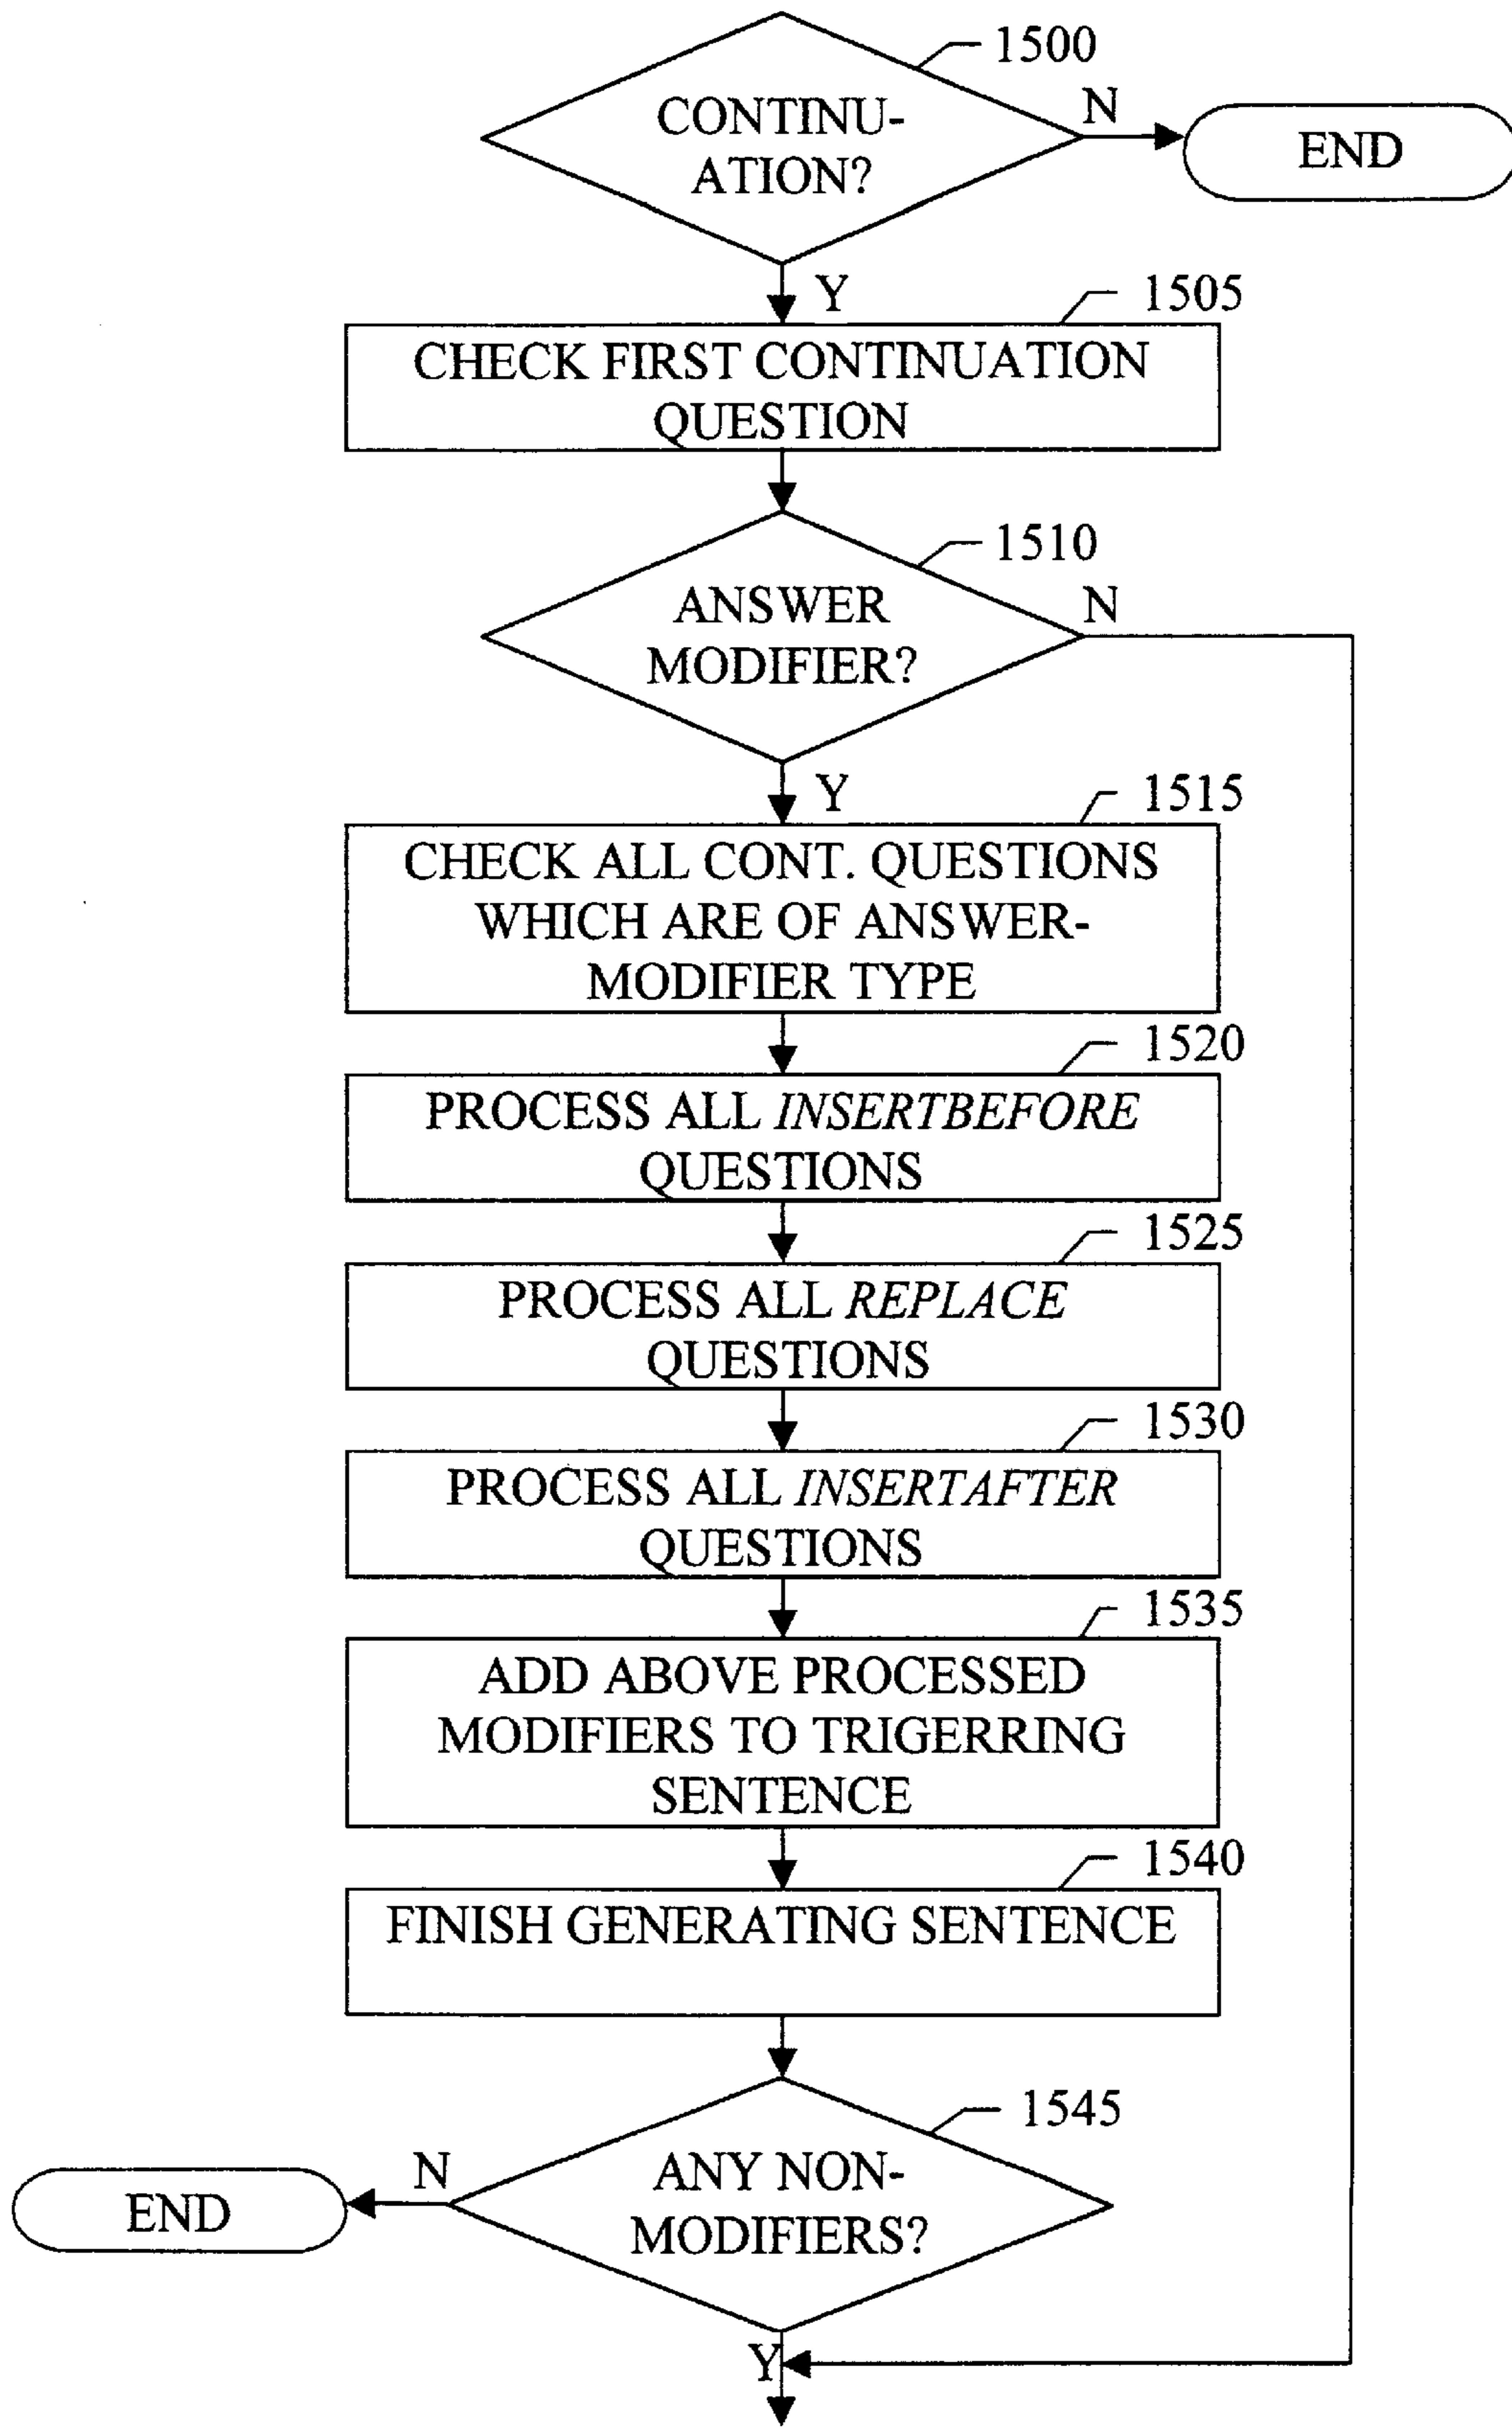 1500
CONTINU-
ATION?
N
END
Y
1505
CHECK FIRST CONTINUATION
QUESTION
1510
ANSWER
MODIFIER?
N
Y
1515
CHECK ALL CONT. QUESTIONS
WHICH ARE OF ANSWER-
MODIFIER TYPE
1520
PROCESS ALL INSERTBEFORE
QUESTIONS
1525
PROCESS ALL REPLACE
QUESTIONS
1530
PROCESS ALL INSERTAFTER
QUESTIONS
1535
ADD ABOVE PROCESSED
MODIFIERS TO TRIGERRING
SENTENCE
1540
FINISH GENERATING SENTENCE
1545
ANY NON-
MODIFIERS?
N
END
Y